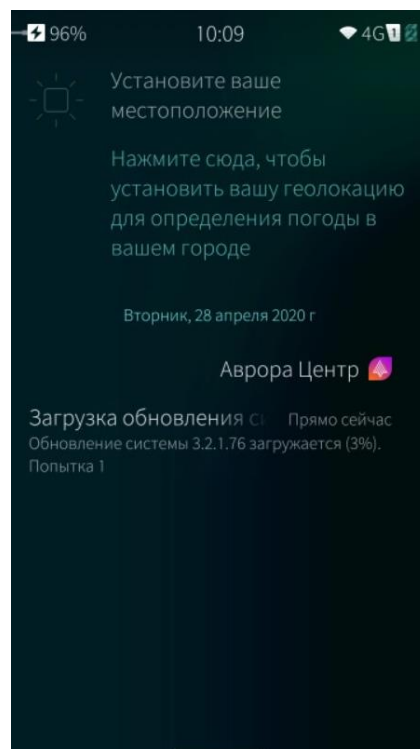 96% 10:09 4G 1
Установите ваше
местоположение
Нажмите сюда, чтобы
установить вашу геолокацию
для определения погоды в
вашем городе
Вторник, 28 апреля 2020 г
Аврора Центр
Загрузка обновления Прямо сейчас
Обновление системы 3.2.1.76 загружается (3%).
Попытка 1